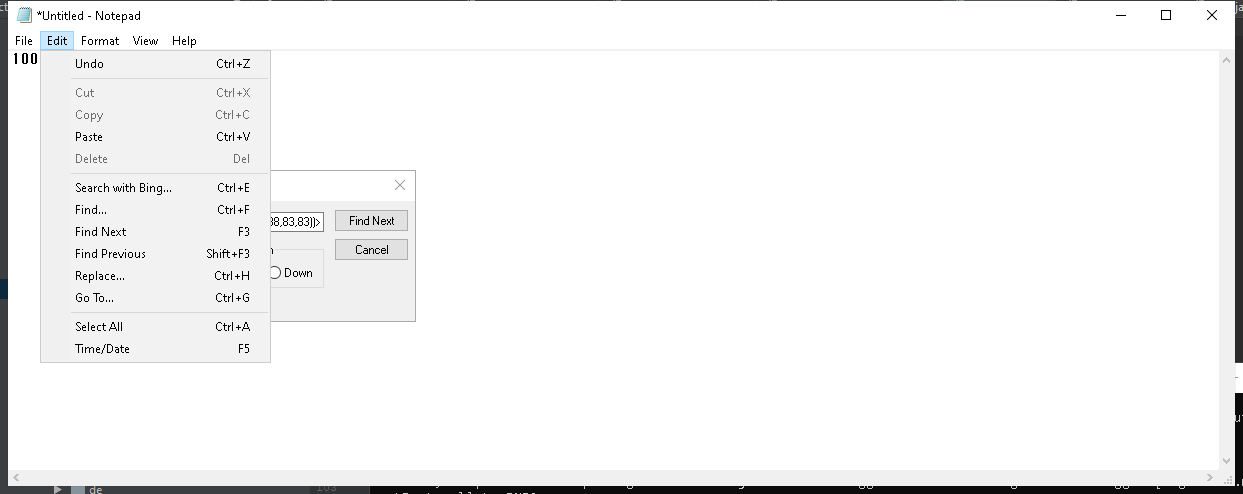 *Untitled - Notepad
File Edit Format View Help
100
Undo Ctrl+Z
Cut Ctrl+X
Copy Ctrl+C
Paste Ctrl+V
Delete Del
Search with Bing... Ctrl+E
Find... Ctrl+F
Find Next F3
Find Previous Shift+F3
Replace... Ctrl+H
Go To... Ctrl+G
Select All Ctrl+A
Time/Date F5
88,83,83))>
Find Next
Cancel
Down
de
103